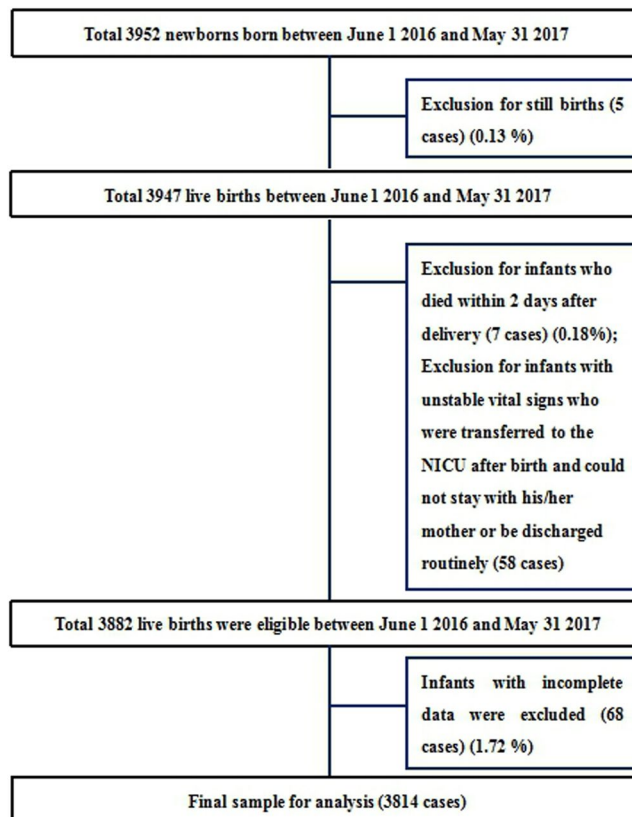 Total 3952 newborns born between June 1 2016 and May 31 2017
Exclusion for still births (5
cases) (0.13 %)
Total 3947 live births between June 1 2016 and May 31 2017
Exclusion for infants who
died within 2 days after
delivery (7 cases) (0.18%);
Exclusion for infants with
unstable vital signs who
were transferred to the
NICU after birth and could
not stay with his/her
mother or be discharged
routinely (58 cases)
Total 3882 live births were eligible between June 1 2016 and May 31 2017
Infants with incomplete
data were excluded (68
cases) (1.72 %)
Final sample for analysis (3814 cases)